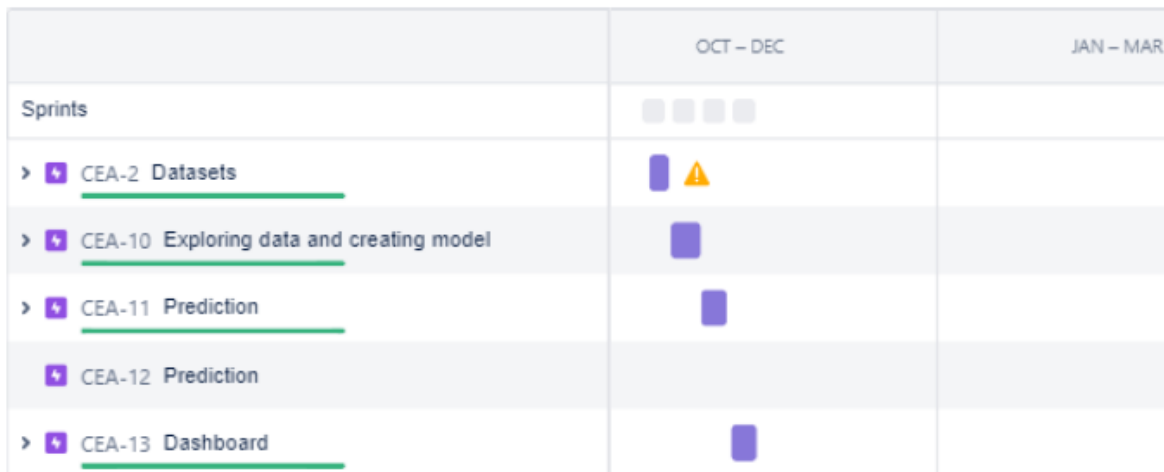 OCT – DEC
JAN – MAR
Sprints
CEA-2 Datasets
CEA-10 Exploring data and creating model
CEA-11 Prediction
CEA-12 Prediction
CEA-13 Dashboard